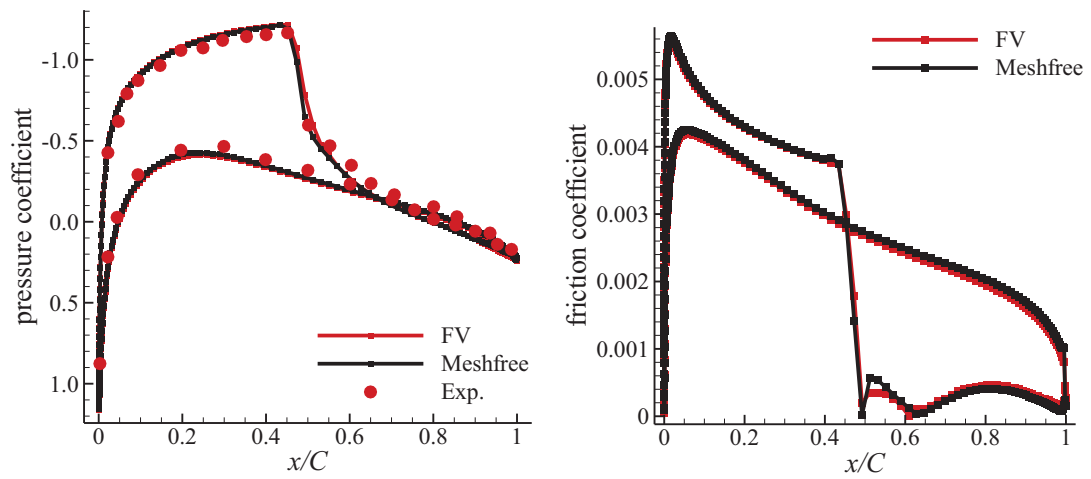 -1.0
-0.5
0.0
0.5
1.0
pressure coefficient
FV
Meshfree
Exp.
0 0.2 0.4 0.6 0.8 1
x/C
FV
Meshfree
0.005
0.004
0.003
0.002
0.001
0
friction coefficient
0 0.2 0.4 0.6 0.8 1
x/C